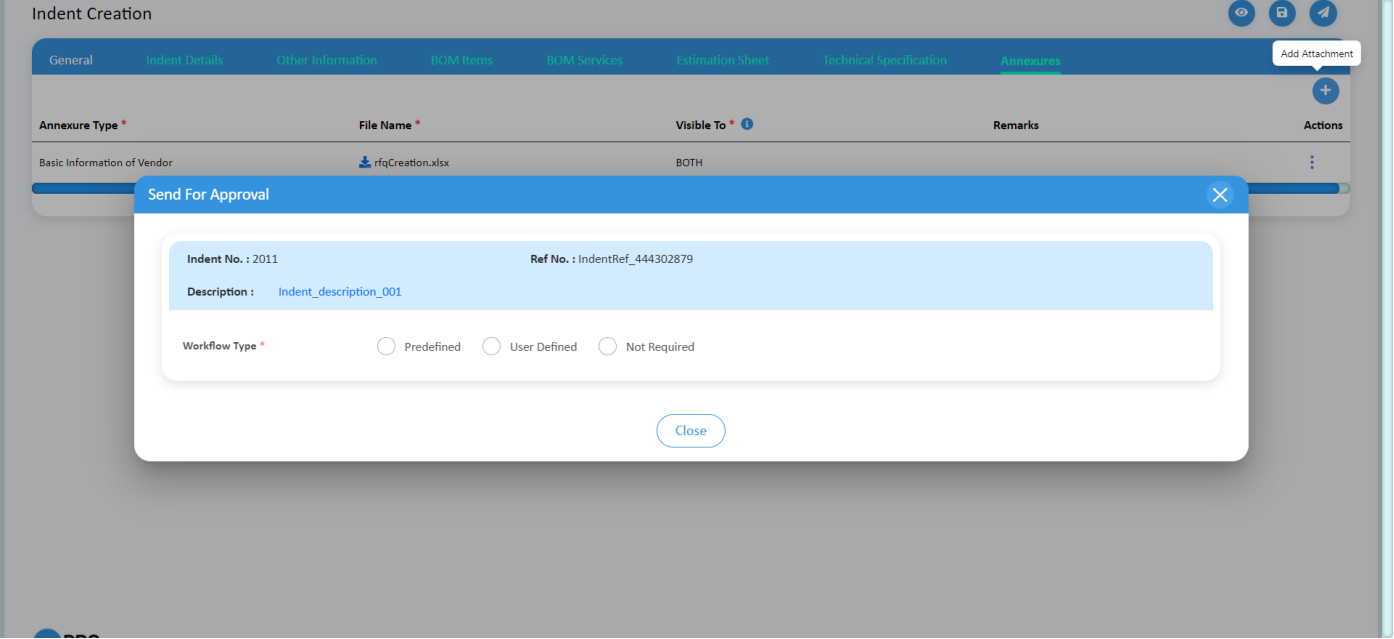 Indent Creation
Add Attachment
General Indent Details Other Information BOM Items BOM Services Estimation Sheet Technical Specification Annexures
Annexure Type * File Name * Visible To * Remarks Actions
Basic Information of Vendor rfqCreation.xlsx BOTH
Send For Approval
Indent No. : 2011 Ref No. : IndentRef_444302879
Description : Indent_description_001
Workflow Type * Predefined User Defined Not Required
Close